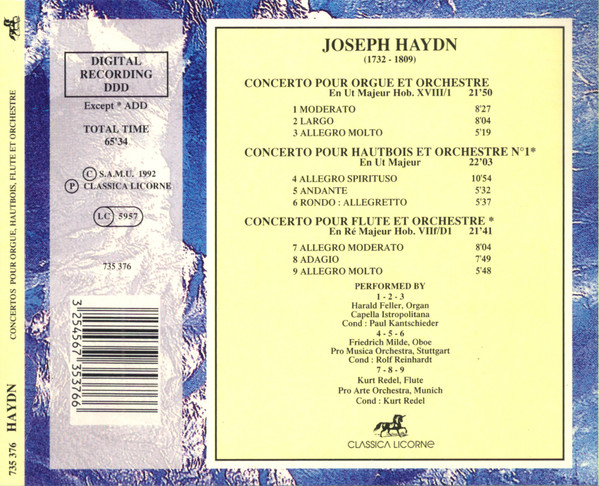 735 376 HAYDN CONCERTO'S POUR ORGUE, HAUTBOIS, FLUTE ET ORCHESTRE
DIGITAL
RECORDING
DDD
Except * ADD
TOTAL TIME
65'34
C S.A.M.U. 1992
P CLASSICA LICORNE
LC 5957
735 376
3 254567 353766
JOSEPH HAYDN
(1732 - 1809)
CONCERTO POUR ORGUE ET ORCHESTRE
En Ut Majeur Hob. XVIII/1 21'50
1 MODERATO 8'27
2 LARGO 8'04
3 ALLEGRO MOLTO 5'19
CONCERTO POUR HAUTBOIS ET ORCHESTRE N°1*
En Ut Majeur 22'03
4 ALLEGRO SPIRITUSO 10'54
5 ANDANTE 5'32
6 RONDO : ALLEGRETTO 5'37
CONCERTO POUR FLUTE ET ORCHESTRE *
En Ré Majeur Hob. VIIf/D1 21'41
7 ALLEGRO MODERATO 8'04
8 ADAGIO 7'49
9 ALLEGRO MOLTO 5'48
PERFORMED BY
1 - 2 - 3
Harald Feller, Organ
Capella Istropolitana
Cond : Paul Kantschieder
4 - 5 - 6
Friedrich Milde, Oboe
Pro Musica Orchestra, Stuttgart
Cond : Rolf Reinhardt
7 - 8 - 9
Kurt Redel, Flute
Pro Arte Orchestra, Munich
Cond : Kurt Redel
CLASSICA LICORNE